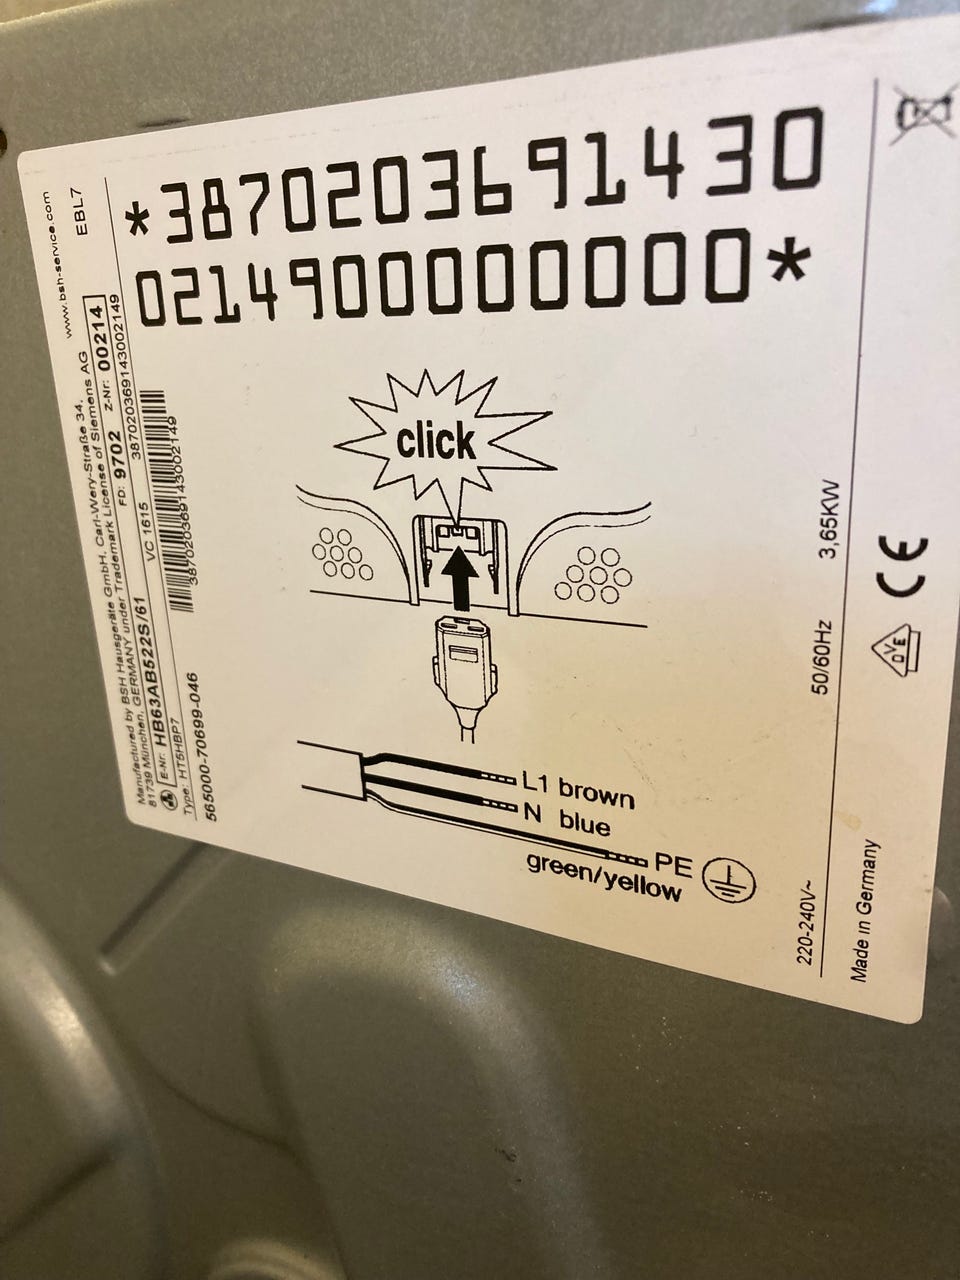 www.bsh-service.com
EBL7
Manufactured by BSH Hausgeräte GmbH, Carl-Wery-Straße 34,
81739 München, GERMANY under Trademark License of Siemens AG
E-Nr: HB63AB522S/61 FD: 9702 Z-Nr: 00214
Type: HT5HBP7 VC 1615 387020369143002149
565000-70699-046
387020369143002149
*3870203691430
0214900000000*
click
L1 brown
N blue
PE
green/yellow
220-240V~ 50/60Hz 3,65KW
Made in Germany
VDE
CE